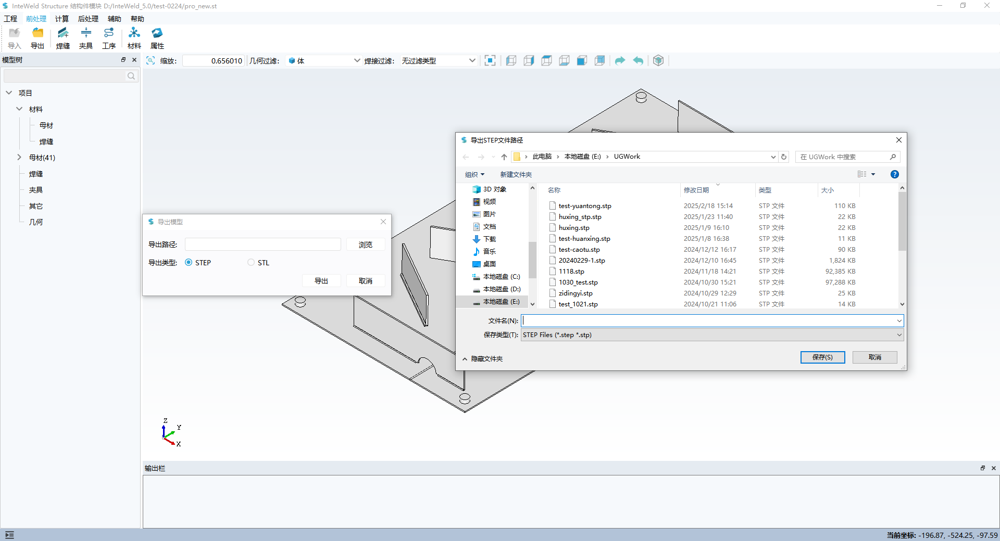 InteWeld Structure 结构件模块 D:/InteWeld_5.0/test-0224/pro_new.st
工程 前处理 计算 后处理 辅助 帮助
导入 导出 焊缝 夹具 工序 材料 属性
模型树
缩放: 0.656010 几何过滤: 体 焊接过滤: 无过滤类型
项目
材料
母材
焊缝
母材(41)
焊缝
夹具
其它
几何
导出模型
导出路径: 浏览
导出类型: STEP STL
导出 取消
导出STEP文件路径
此电脑 › 本地磁盘 (E:) › UGWork
在 UGWork 中搜索
组织 新建文件夹
3D 对象
视频
图片
文档
下载
音乐
桌面
本地磁盘 (C:)
本地磁盘 (D:)
本地磁盘 (E:)
名称 修改日期 类型 大小
test-yuantong.stp 2025/2/18 15:14 STP 文件 110 KB
huxing_stp.stp 2025/1/23 11:40 STP 文件 22 KB
huxing.stp 2025/1/9 16:10 STP 文件 22 KB
test-huanxing.stp 2025/1/8 16:38 STP 文件 11 KB
test-caotu.stp 2024/12/12 16:17 STP 文件 90 KB
20240229-1.stp 2024/12/10 16:45 STP 文件 1,824 KB
1118.stp 2024/11/18 14:21 STP 文件 92,385 KB
1030_test.stp 2024/10/30 15:21 STP 文件 97,288 KB
zidingyi.stp 2024/10/29 12:29 STP 文件 25 KB
test_1021.stp 2024/10/21 11:06 STP 文件 14 KB
文件名(N):
保存类型(T): STEP Files (*.step *.stp)
隐藏文件夹 保存(S) 取消
Z
Y
X
输出栏
当前坐标: -196.87, -524.25, -97.59